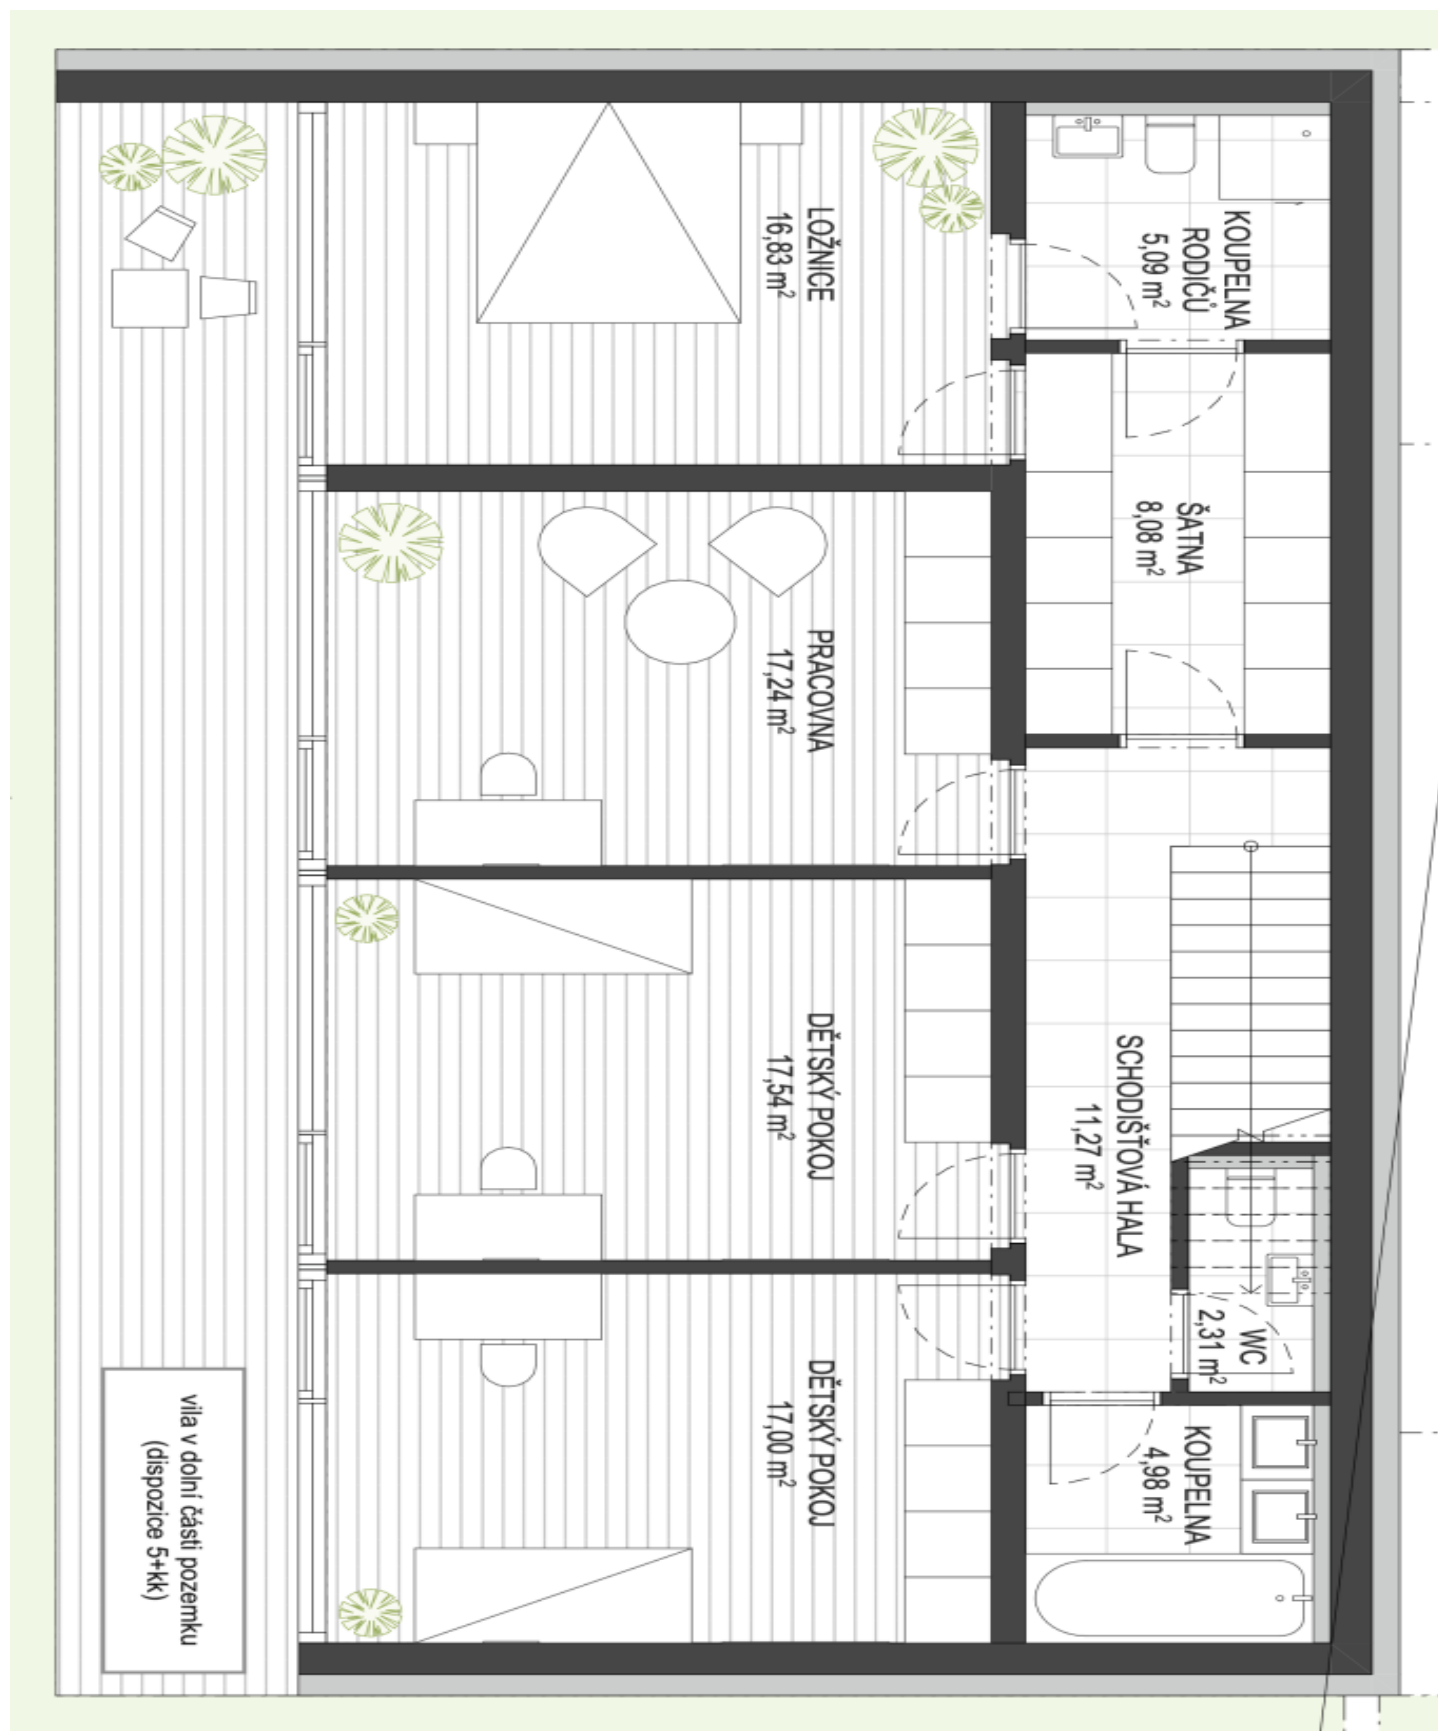 KOUPELNA
RODIČŮ
5,09 m²
LOŽNICE
16,83 m²
ŠATNA
8,08 m²
PRACOVNA
17,24 m²
SCHODIŠŤOVÁ HALA
11,27 m²
DĚTSKÝ POKOJ
17,54 m²
WC
2,31 m²
KOUPELNA
4,98 m²
DĚTSKÝ POKOJ
17,00 m²
vila v dolní části pozemku
(dispozice 5+kk)